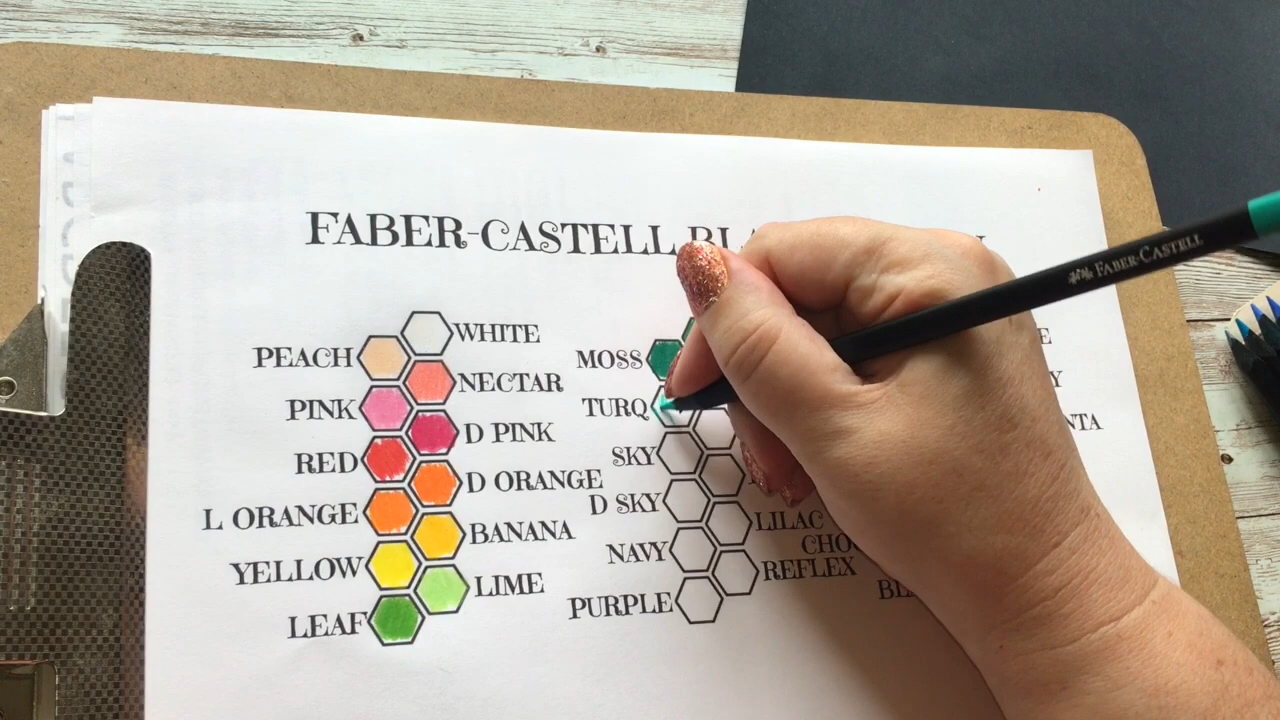 FABER-CASTELL
WHITE
PEACH
NECTAR
PINK
D PINK
RED
D ORANGE
L ORANGE
BANANA
YELLOW
LIME
LEAF
MOSS
TURQ
SKY
D SKY
LILAC
NAVY
REFLEX
PURPLE
FABER-CASTELL